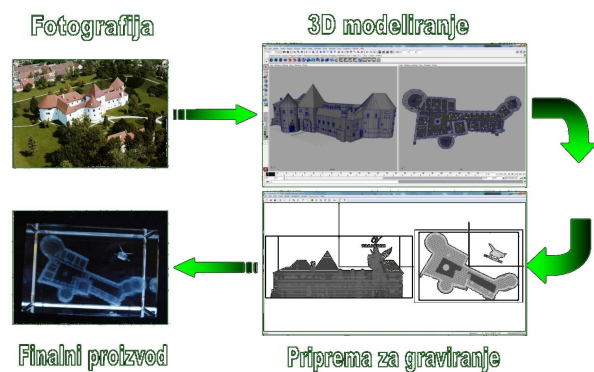 Fotografija
3D modeliranje
Finalni proizvod
Priprema za graviranje